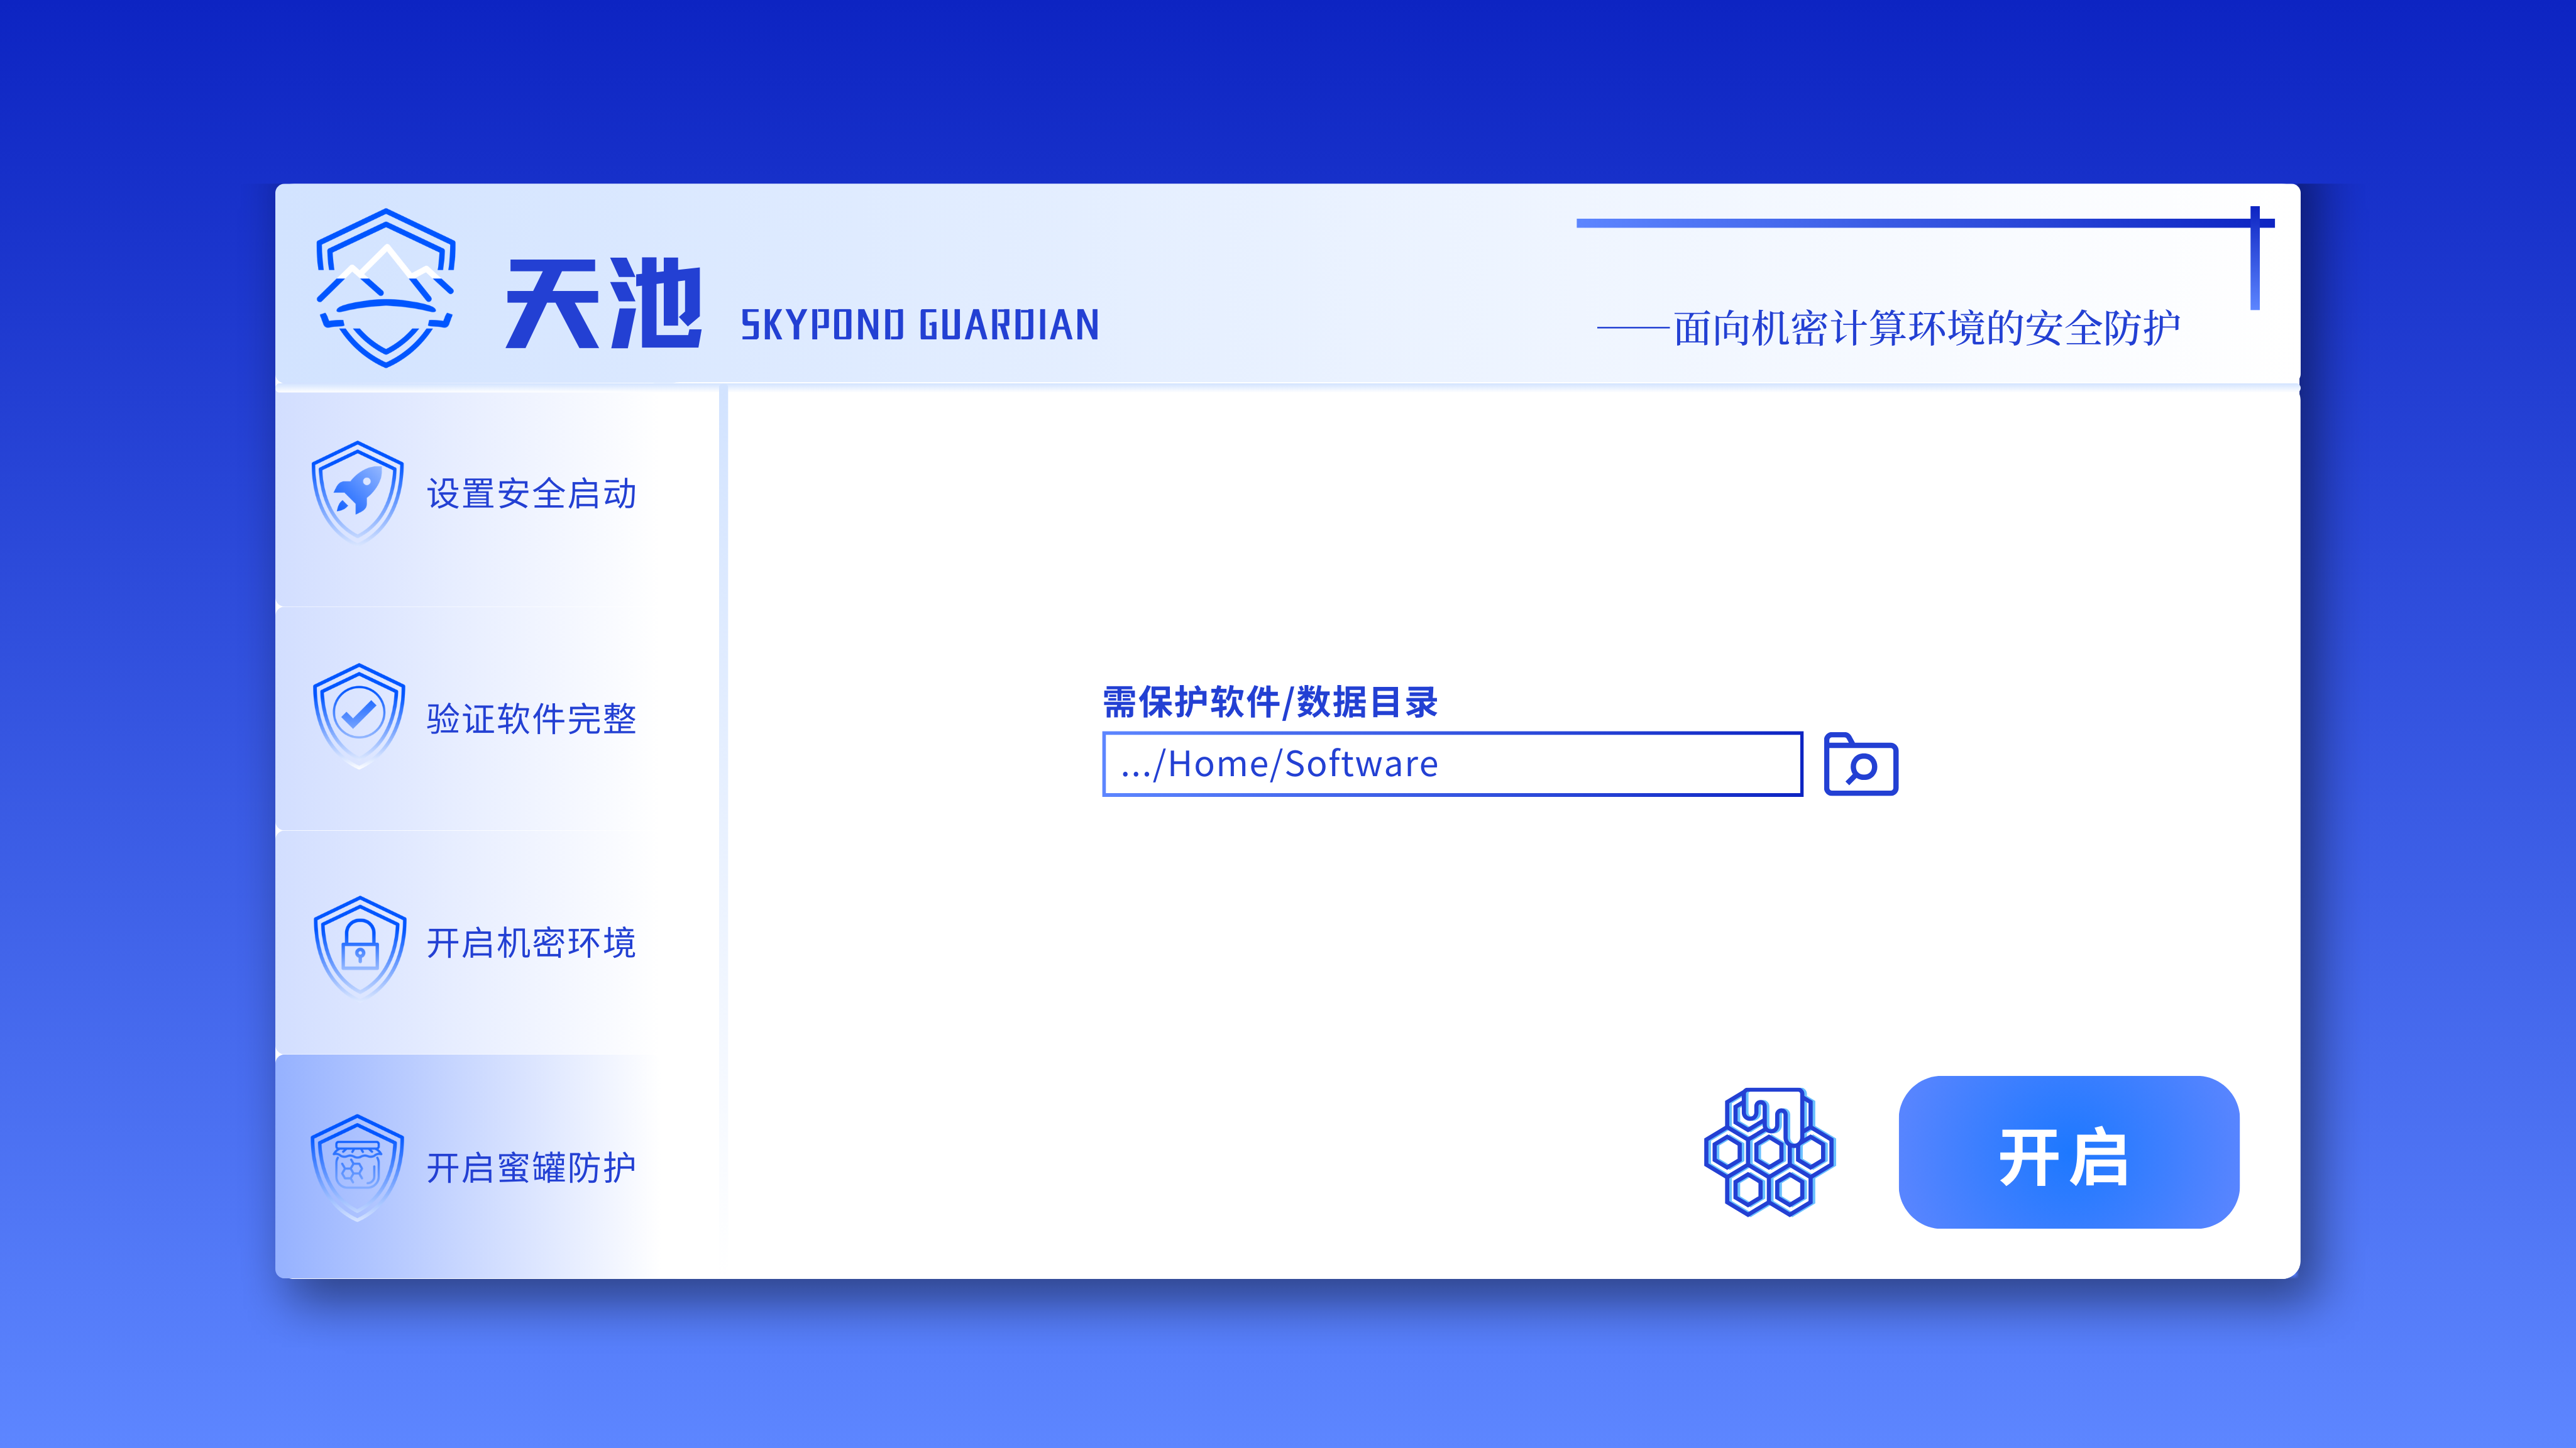 天池 SKYPOND GUARDIAN
——面向机密计算环境的安全防护
设置安全启动
验证软件完整
开启机密环境
开启蜜罐防护
需保护软件/数据目录
.../Home/Software
开启